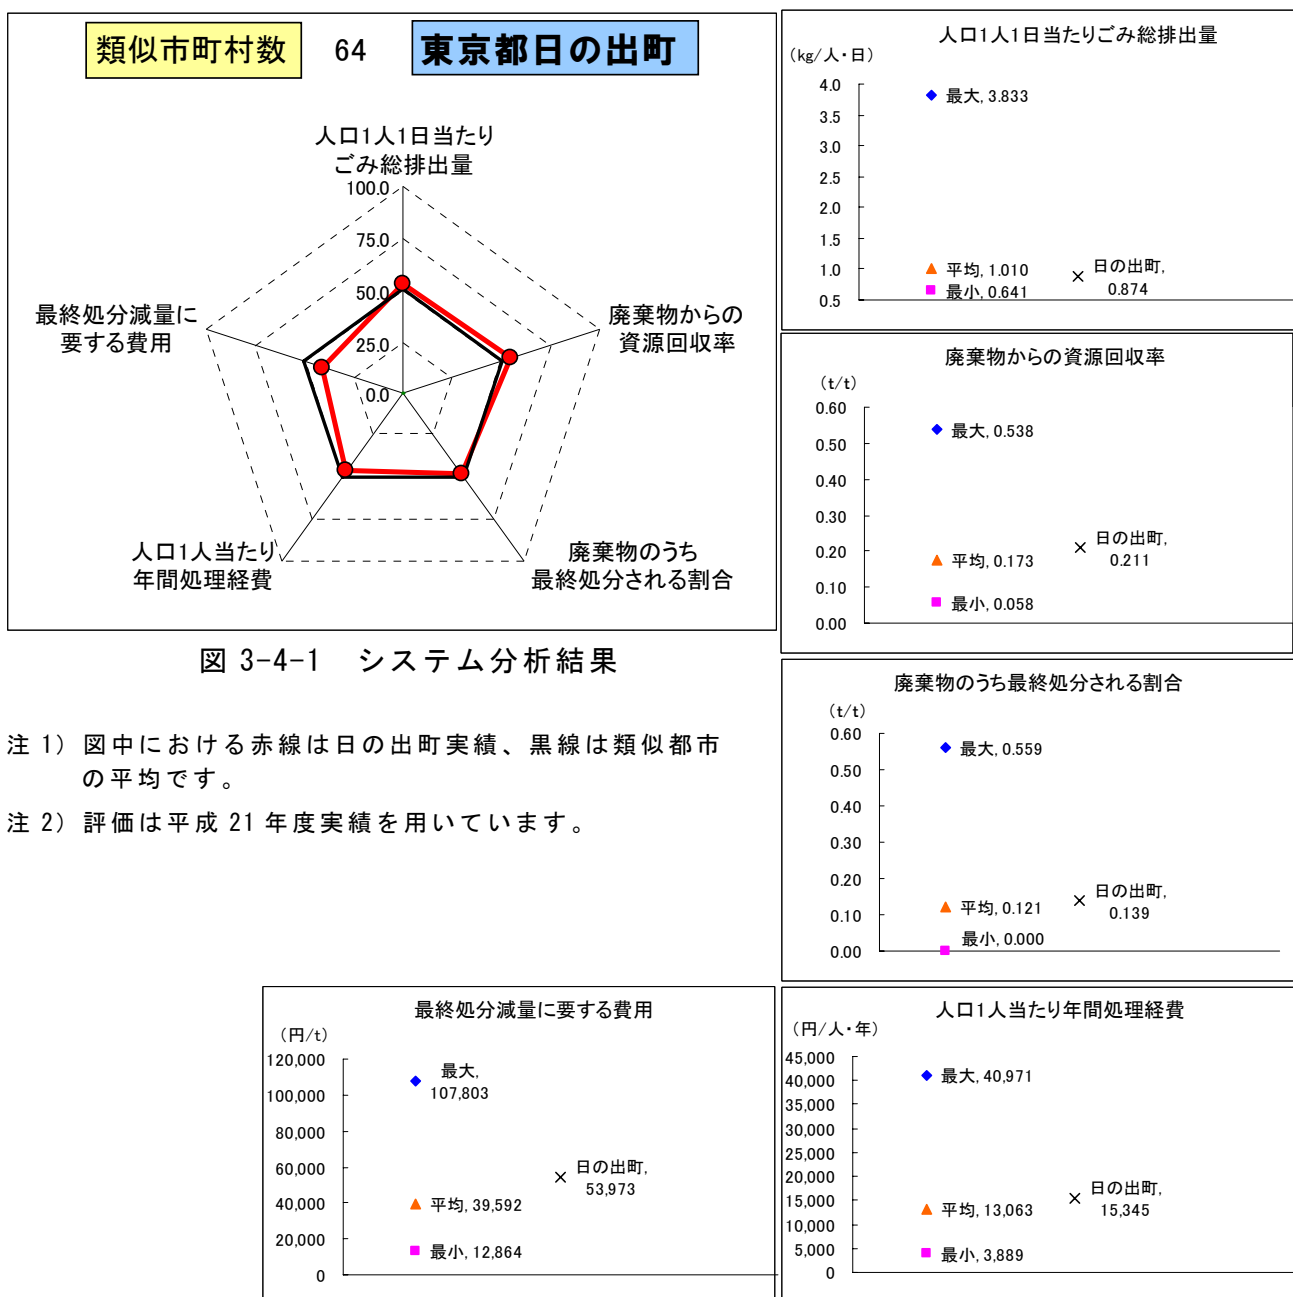 類似市町村数 64 東京都日の出町
人口1人1日当たり
ごみ総排出量
100.0
75.0
50.0
25.0
0.0
最終処分減量に
要する費用
廃棄物からの
資源回収率
人口1人当たり
年間処理経費
廃棄物のうち
最終処分される割合
図 3-4-1 システム分析結果
注 1) 図中における赤線は日の出町実績、黒線は類似都市
の平均です。
注 2) 評価は平成 21 年度実績を用いています。
人口1人1日当たりごみ総排出量
(kg/人・日)
4.0
3.5
3.0
2.5
2.0
1.5
1.0
0.5
最大, 3.833
平均, 1.010
最小, 0.641
日の出町,
0.874
廃棄物からの資源回収率
(t/t)
0.60
0.50
0.40
0.30
0.20
0.10
0.00
最大, 0.538
平均, 0.173
最小, 0.058
日の出町,
0.211
廃棄物のうち最終処分される割合
(t/t)
0.60
0.50
0.40
0.30
0.20
0.10
0.00
最大, 0.559
平均, 0.121
最小, 0.000
日の出町,
0.139
最終処分減量に要する費用
(円/t)
120,000
100,000
80,000
60,000
40,000
20,000
0
最大,
107,803
平均, 39,592
最小, 12,864
日の出町,
53,973
人口1人当たり年間処理経費
(円/人・年)
45,000
40,000
35,000
30,000
25,000
20,000
15,000
10,000
5,000
0
最大, 40,971
平均, 13,063
最小, 3,889
日の出町,
15,345